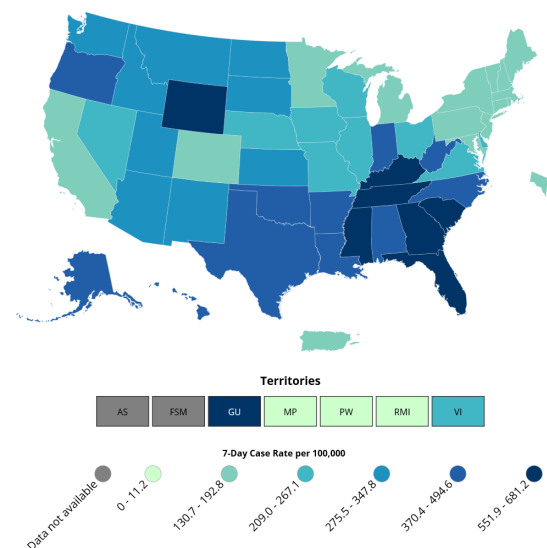 Territories
AS FSM GU MP PW RMI VI
7-Day Case Rate per 100,000
Data not available
0 - 11.2
130.7 - 192.8
209.0 - 267.1
275.5 - 347.8
370.4 - 494.6
551.9 - 681.2